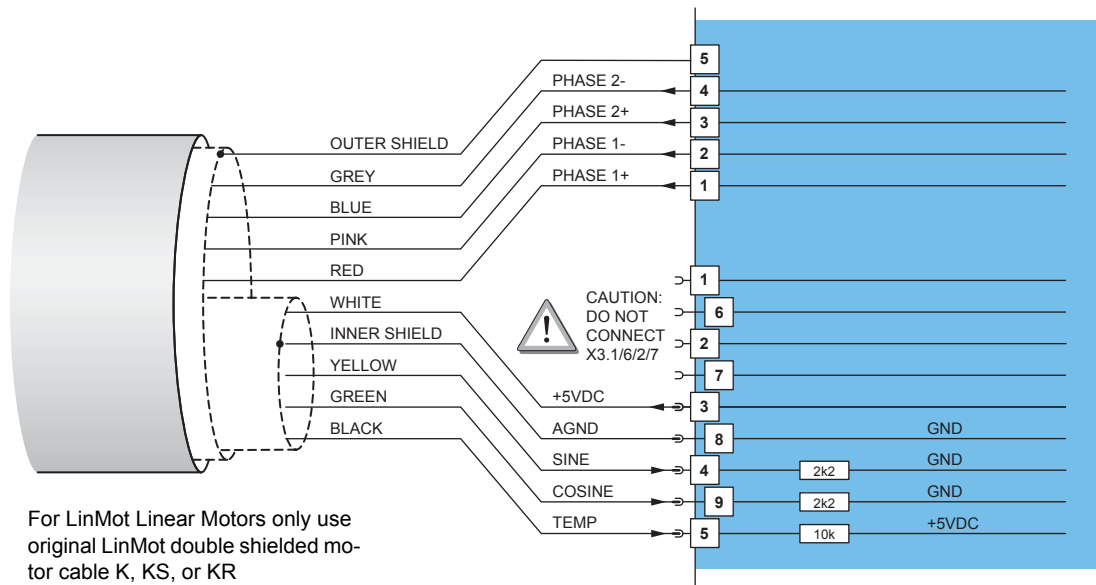 5
PHASE 2-
4
PHASE 2+
3
OUTER SHIELD
PHASE 1-
2
GREY
PHASE 1+
1
BLUE
PINK
RED
1
WHITE
CAUTION:
DO NOT
CONNECT
X3.1/6/2/7
6
INNER SHIELD
2
YELLOW
7
GREEN
+5VDC
3
BLACK
AGND
8
GND
SINE
4
2k2
GND
COSINE
9
2k2
GND
TEMP
5
10k
+5VDC
For LinMot Linear Motors only use
original LinMot double shielded mo-
tor cable K, KS, or KR